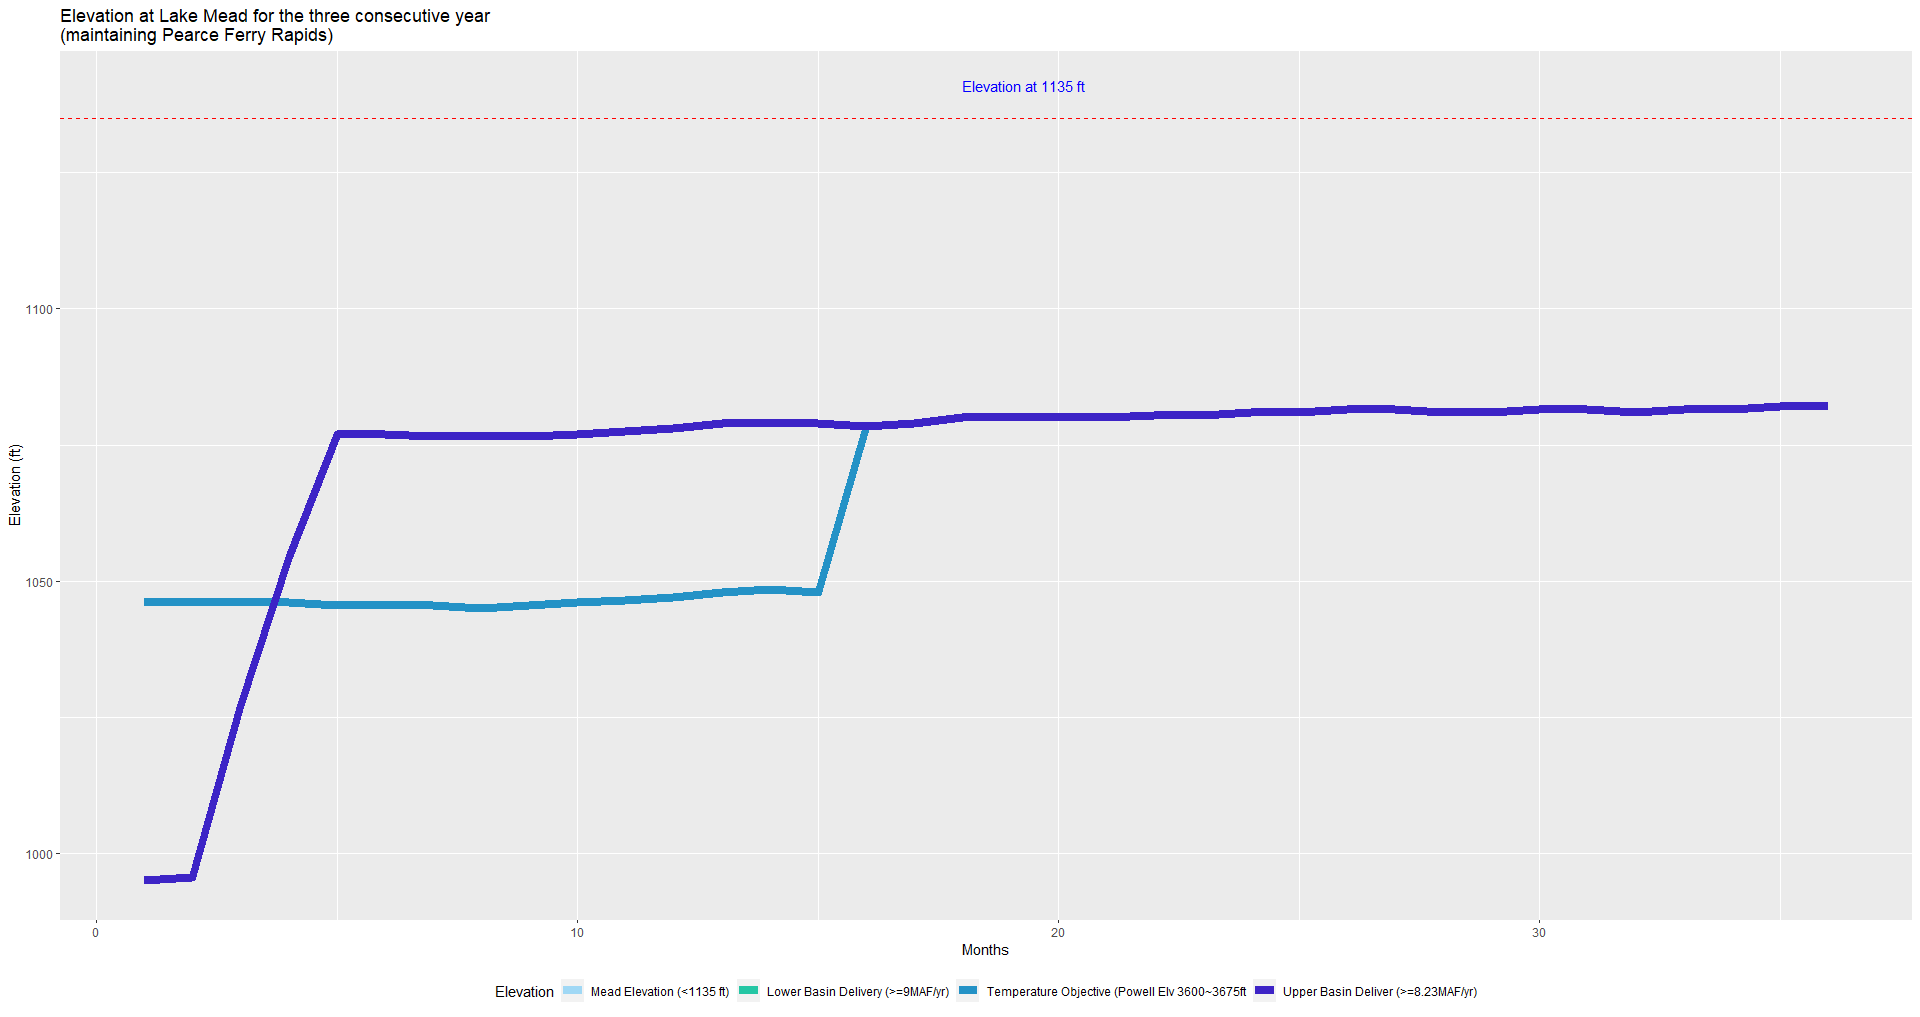 Elevation at Lake Mead for the three consecutive year
(maintaining Pearce Ferry Rapids)
Elevation at 1135 ft
1100
1050
1000
Elevation (ft)
0 10 20 30
Months
Elevation Mead Elevation (<1135 ft) Lower Basin Delivery (>=9MAF/yr) Temperature Objective (Powell Elv 3600~3675ft Upper Basin Deliver (>=8.23MAF/yr)